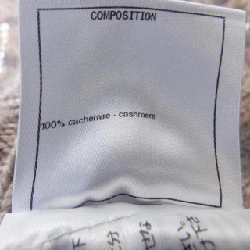 COMPOSITION
100% cachemire - cashmere